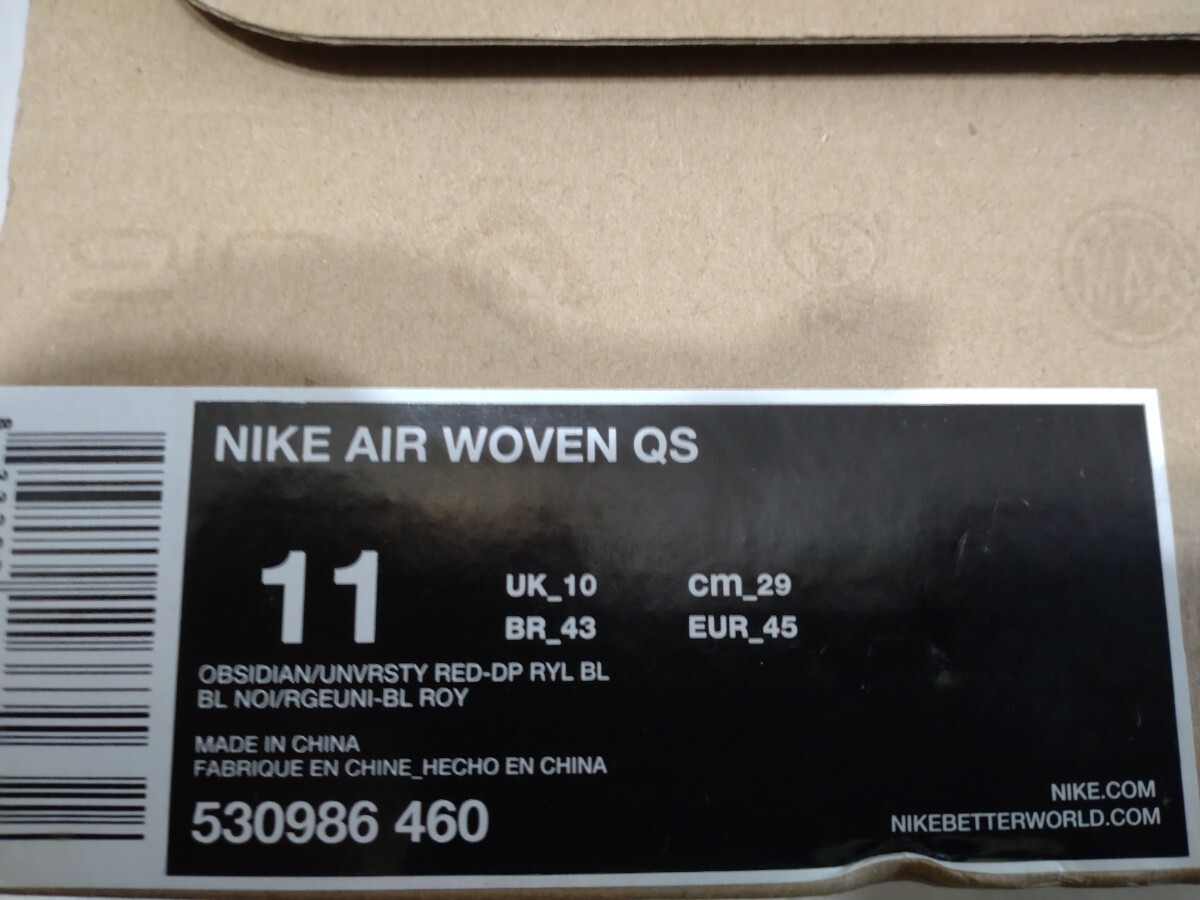 MAX
NIKE AIR WOVEN QS
11
UK_10 cm_29
BR_43 EUR_45
OBSIDIAN/UNVRSTY RED-DP RYL BL
BL NOI/RGEUNI-BL ROY
MADE IN CHINA
FABRIQUE EN CHINE_HECHO EN CHINA
530986 460
NIKE.COM
NIKEBETTERWORLD.COM